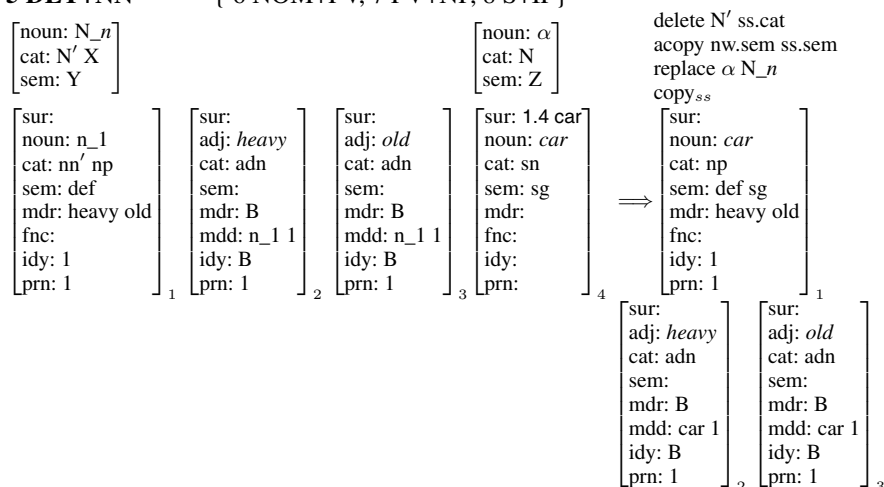 5 DET+NN { 6 NOM+FV, 7 FV+NP, 8 S+IP }
noun: N_n
cat: N′ X
sem: Y
noun: α
cat: N
sem: Z
delete N′ ss.cat
acopy nw.sem ss.sem
replace α N_n
copy_ss
sur:
noun: n_1
cat: nn′ np
sem: def
mdr: heavy old
fnc:
idy: 1
prn: 1
1
sur:
adj: heavy
cat: adn
sem:
mdr: B
mdd: n_1 1
idy: B
prn: 1
2
sur:
adj: old
cat: adn
sem:
mdr: B
mdd: n_1 1
idy: B
prn: 1
3
sur: 1.4 car
noun: car
cat: sn
sem: sg
mdr:
fnc:
idy:
prn:
4
⟹
sur:
noun: car
cat: np
sem: def sg
mdr: heavy old
fnc:
idy: 1
prn: 1
1
sur:
adj: heavy
cat: adn
sem:
mdr: B
mdd: car 1
idy: B
prn: 1
2
sur:
adj: old
cat: adn
sem:
mdr: B
mdd: car 1
idy: B
prn: 1
3